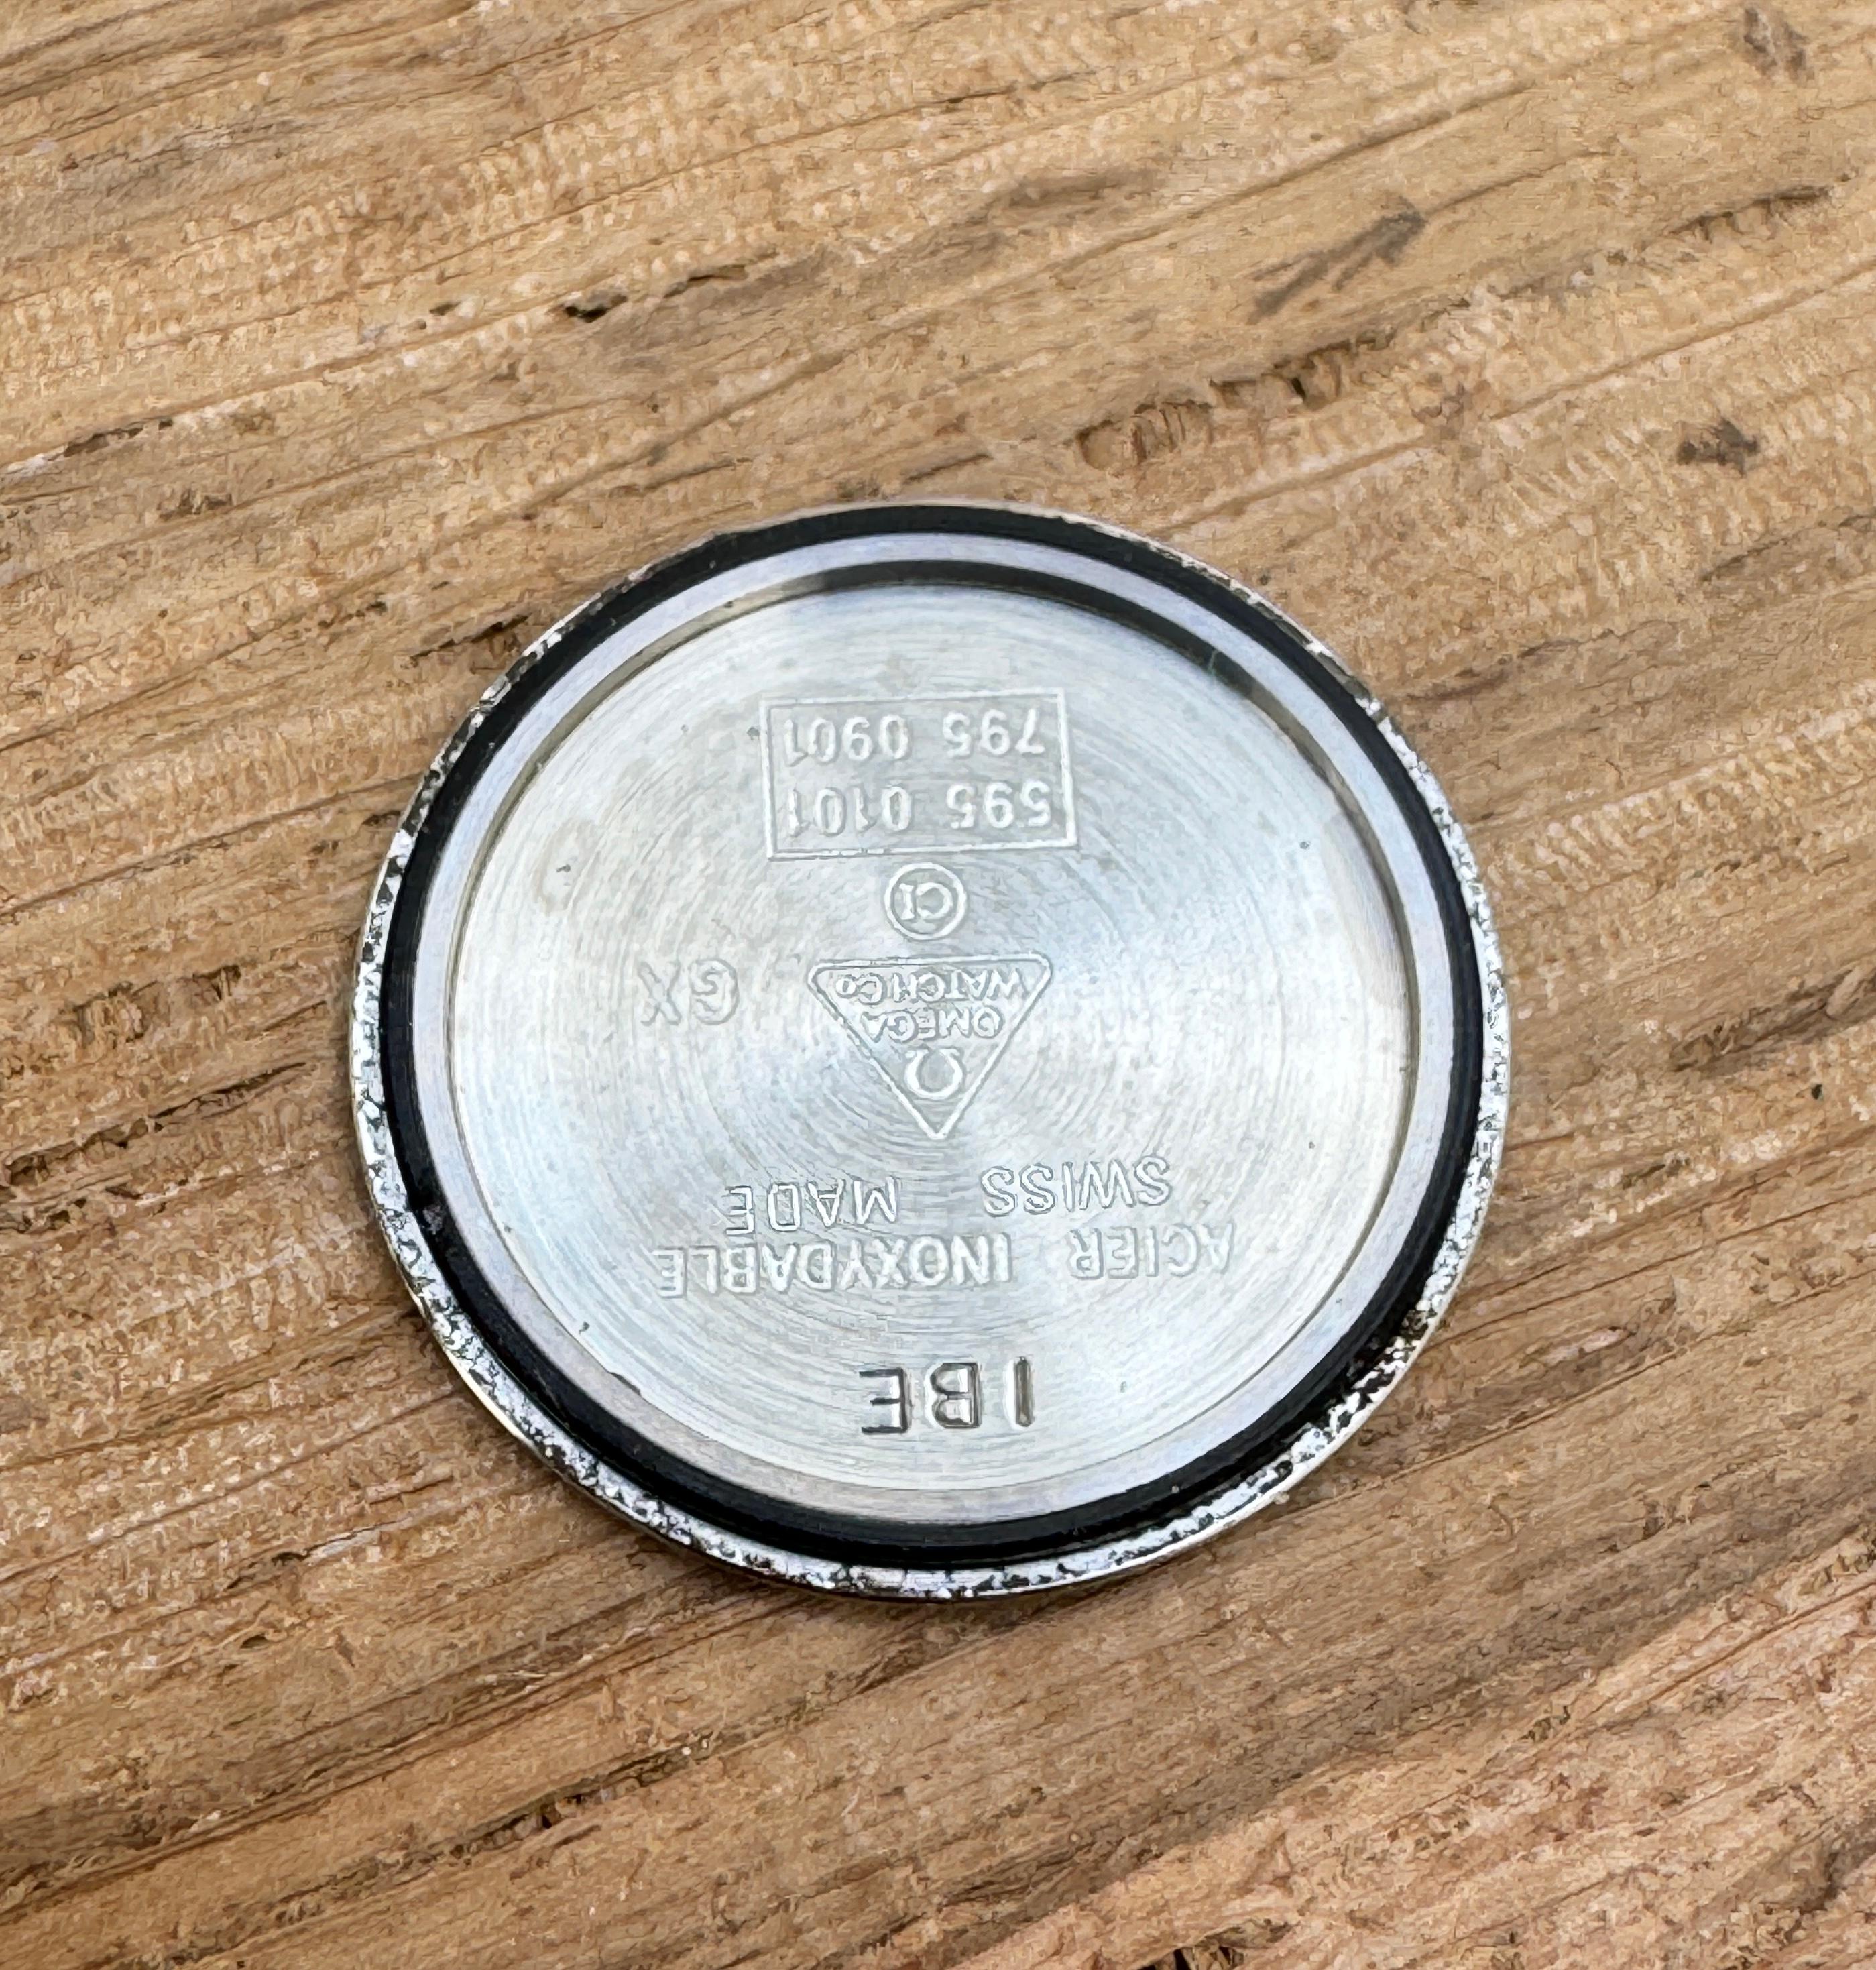 IBE
ACIER INOXYDABLE
SWISS MADE
Ω
OMEGA
WATCH Co
GX
CI
595 0101
795 0901